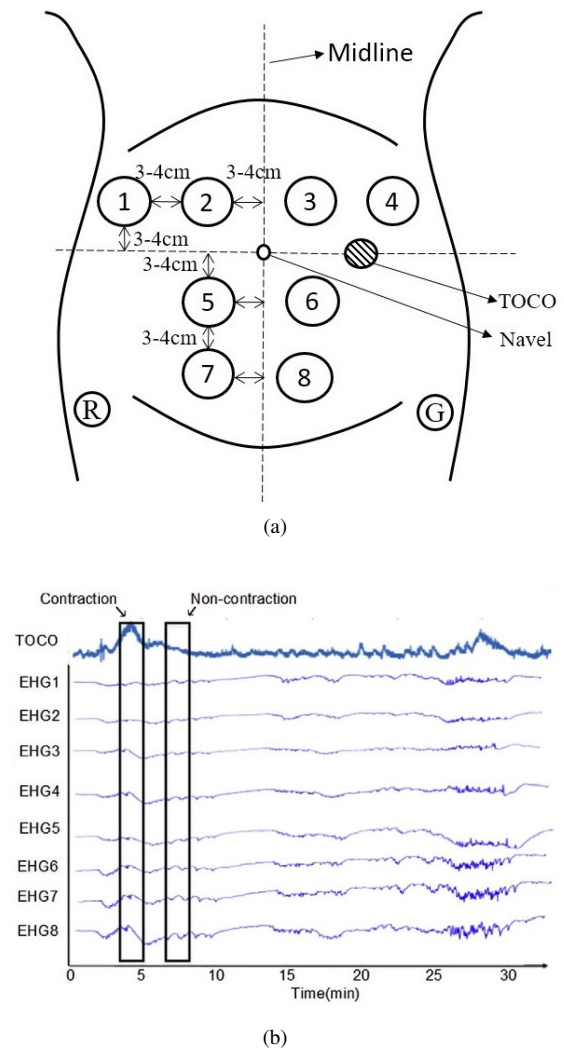 Midline
3-4cm 3-4cm
1 2 3 4
3-4cm
3-4cm
TOCO
5 6
Navel
3-4cm
7 8
R G
(a)
Contraction Non-contraction
TOCO
EHG1
EHG2
EHG3
EHG4
EHG5
EHG6
EHG7
EHG8
0 5 10 15 20 25 30
Time(min)
(b)